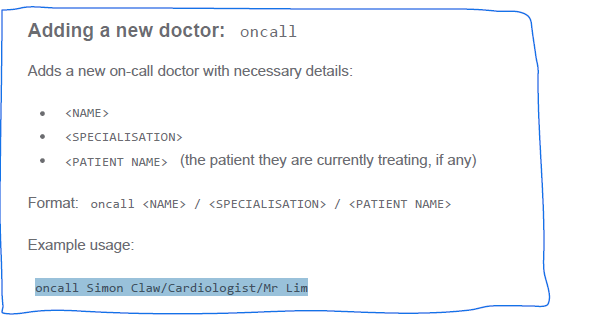 Adding a new doctor: oncall
Adds a new on-call doctor with necessary details:
• <NAME>
• <SPECIALISATION>
• <PATIENT NAME> (the patient they are currently treating, if any)
Format: oncall <NAME> / <SPECIALISATION> / <PATIENT NAME>
Example usage:
oncall Simon Claw/Cardiologist/Mr Lim